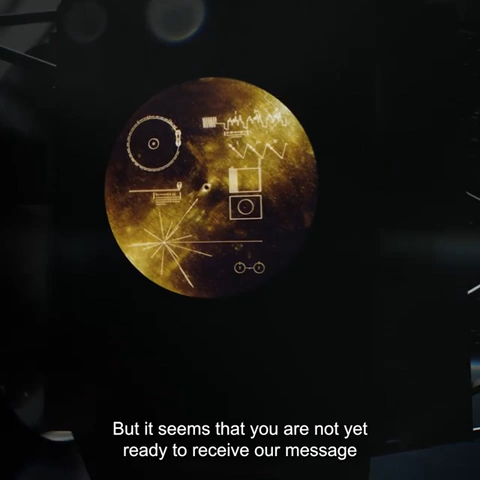 But it seems that you are not yet
ready to receive our message